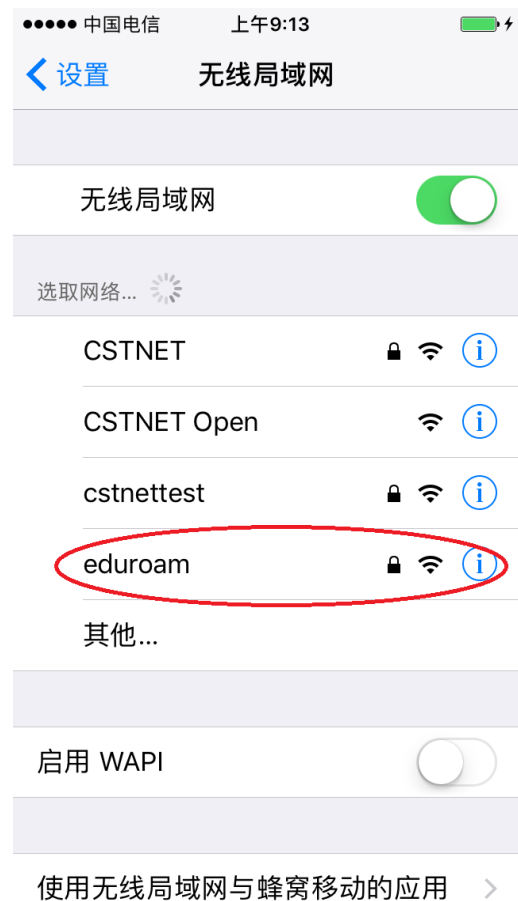 中国电信 上午9:13
设置 无线局域网
无线局域网
选取网络...
CSTNET
CSTNET Open
cstnettest
eduroam
其他...
启用 WAPI
使用无线局域网与蜂窝移动的应用